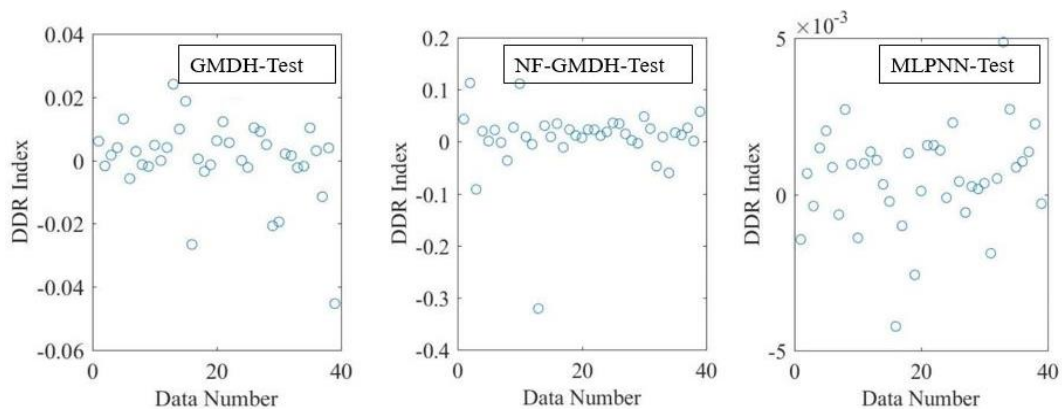 0.04
0.02
0
-0.02
-0.04
-0.06
DDR Index
GMDH-Test
0
20
40
Data Number
0.2
0.1
0
-0.1
-0.2
-0.3
-0.4
DDR Index
NF-GMDH-Test
0
20
40
Data Number
×10⁻³
5
0
-5
DDR Index
MLPNN-Test
0
20
40
Data Number